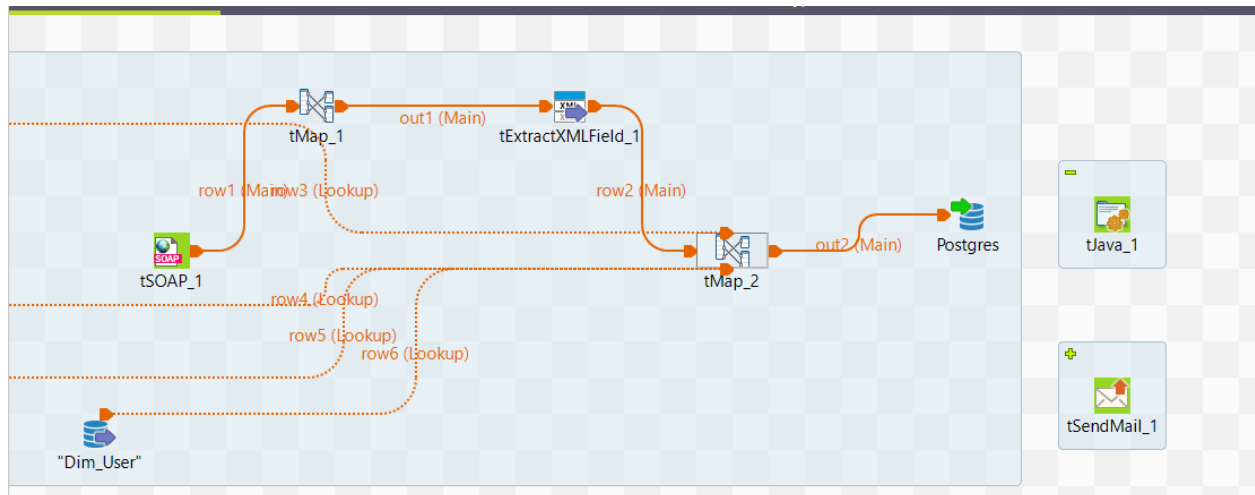 tMap_1
out1 (Main)
tExtractXMLField_1
row1 (Main)
row3 (Lookup)
row2 (Main)
SOAP
tSOAP_1
tMap_2
out2 (Main)
Postgres
tJava_1
row4 (Lookup)
row5 (Lookup)
row6 (Lookup)
"Dim_User"
tSendMail_1